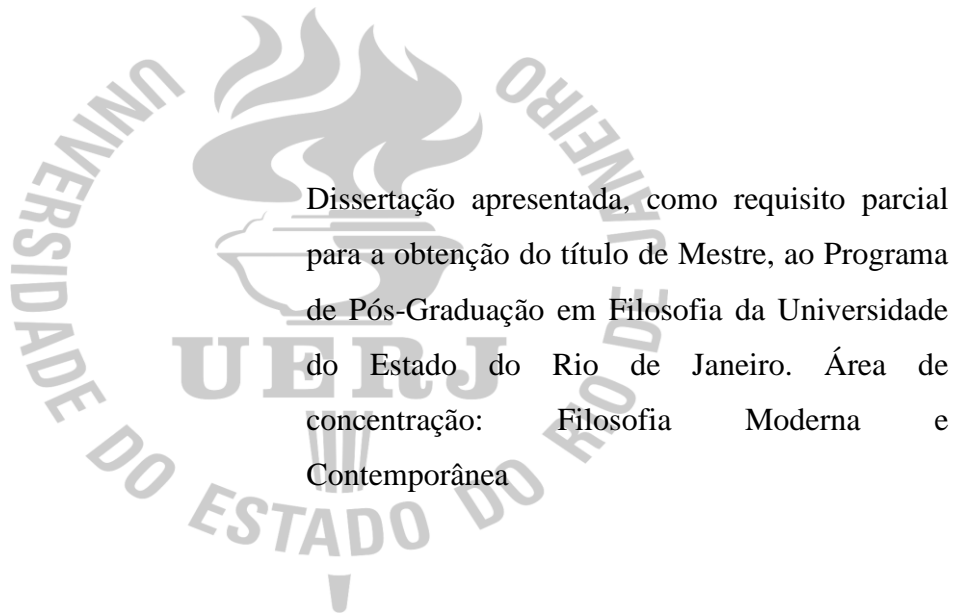 UNIVERSIDADE DO ESTADO DO RIO DE JANEIRO
UERJ
Dissertação apresentada, como requisito parcial
para a obtenção do título de Mestre, ao Programa
de Pós-Graduação em Filosofia da Universidade
do Estado do Rio de Janeiro. Área de
concentração: Filosofia Moderna e
Contemporânea